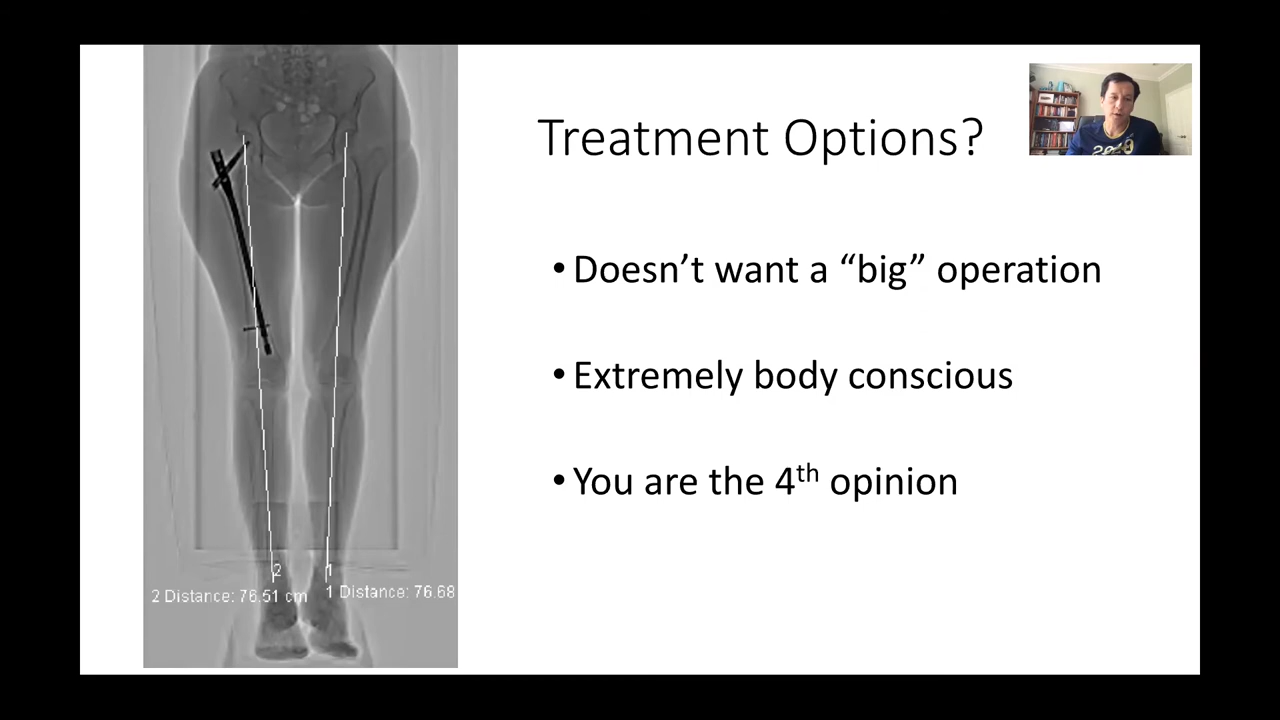 Treatment Options?
• Doesn’t want a “big” operation
• Extremely body conscious
• You are the 4th opinion
2
1
2 Distance: 76.51 cm
1 Distance: 76.68